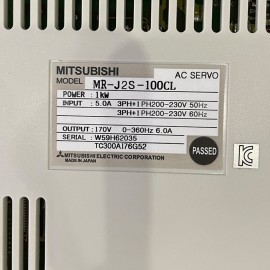 MITSUBISHI
AC SERVO
MODEL MR-J2S-100CL
POWER : 1kW
INPUT : 5.0A 3PH+1PH200-230V 50Hz
3PH+1PH200-230V 60Hz
OUTPUT : 170V 0-360Hz 6.0A
SERIAL : W59H62035
TC300A176G52
MITSUBISHI ELECTRIC CORPORATION
MADE IN JAPAN
PASSED